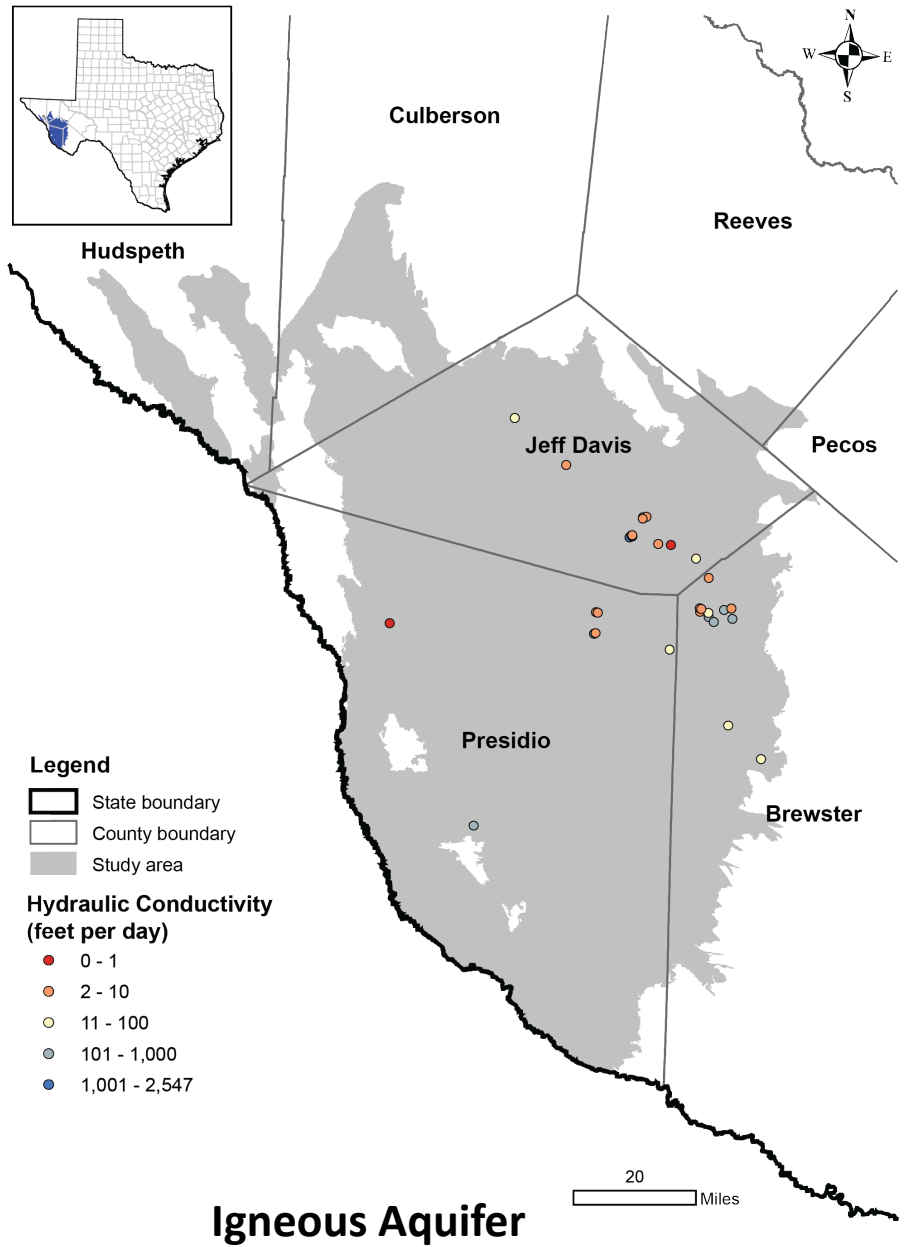 N
W
E
S
Culberson
Reeves
Hudspeth
Jeff Davis
Pecos
Presidio
Brewster
Legend
State boundary
County boundary
Study area
Hydraulic Conductivity
(feet per day)
0 - 1
2 - 10
11 - 100
101 - 1,000
1,001 - 2,547
20
Miles
Igneous Aquifer